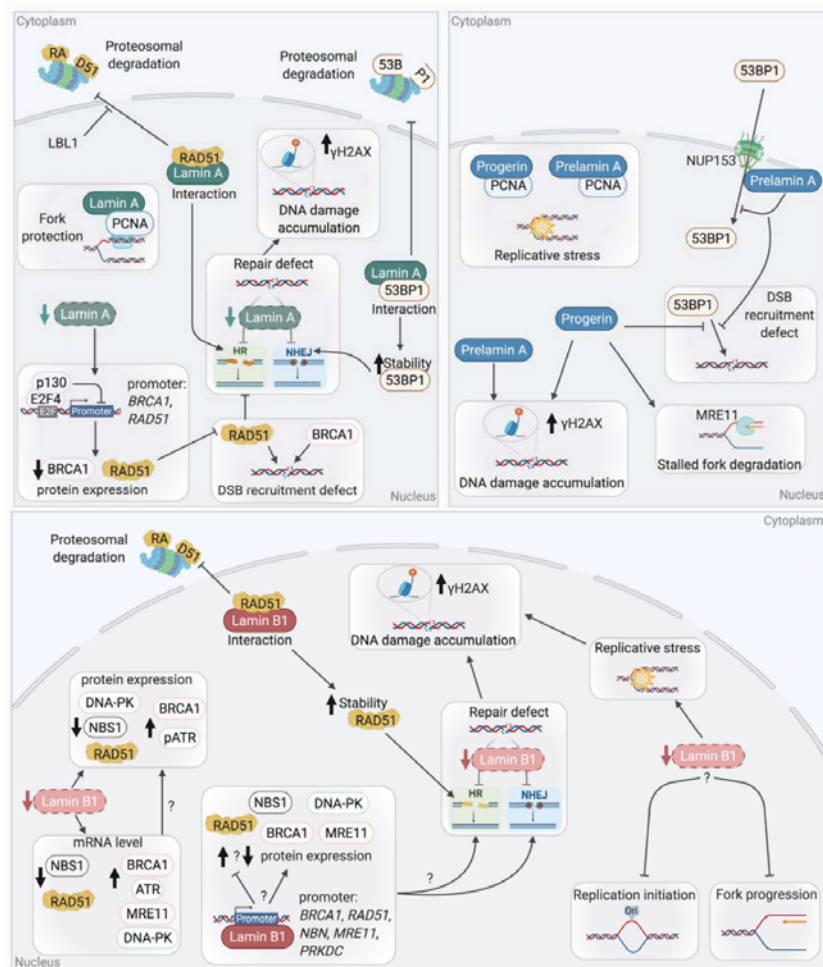 Cytoplasm
RA
D51
Proteosomal
degradation
LBL1
RAD51
Lamin A
Interaction
γH2AX
DNA damage
accumulation
Proteosomal
degradation
53B
P1
Fork
protection
Lamin A
PCNA
Repair defect
Lamin A
HR
NHEJ
Lamin A
53BP1
Interaction
Stability
53BP1
Lamin A
p130
E2F4
E2F
Promoter
promoter:
BRCA1,
RAD51
BRCA1
RAD51
protein expression
RAD51
BRCA1
DSB recruitment defect
Nucleus
Cytoplasm
53BP1
NUP153
Prelamin A
53BP1
Progerin
PCNA
Prelamin A
PCNA
Replicative stress
53BP1
DSB
recruitment
defect
Progerin
Prelamin A
γH2AX
DNA damage accumulation
MRE11
Stalled fork degradation
Nucleus
Cytoplasm
Proteosomal
degradation
RA
D51
RAD51
Lamin B1
Interaction
Stability
RAD51
γH2AX
DNA damage accumulation
Replicative stress
protein expression
DNA-PK
NBS1
RAD51
BRCA1
pATR
Lamin B1
?
mRNA level
NBS1
RAD51
BRCA1
ATR
MRE11
DNA-PK
NBS1
DNA-PK
RAD51
BRCA1
MRE11
? protein expression
?
Promoter
Lamin B1
promoter:
BRCA1, RAD51,
NBN, MRE11,
PRKDC
?
Repair defect
Lamin B1
HR
NHEJ
Lamin B1
?
Replication initiation
Ori
Fork progression
Nucleus